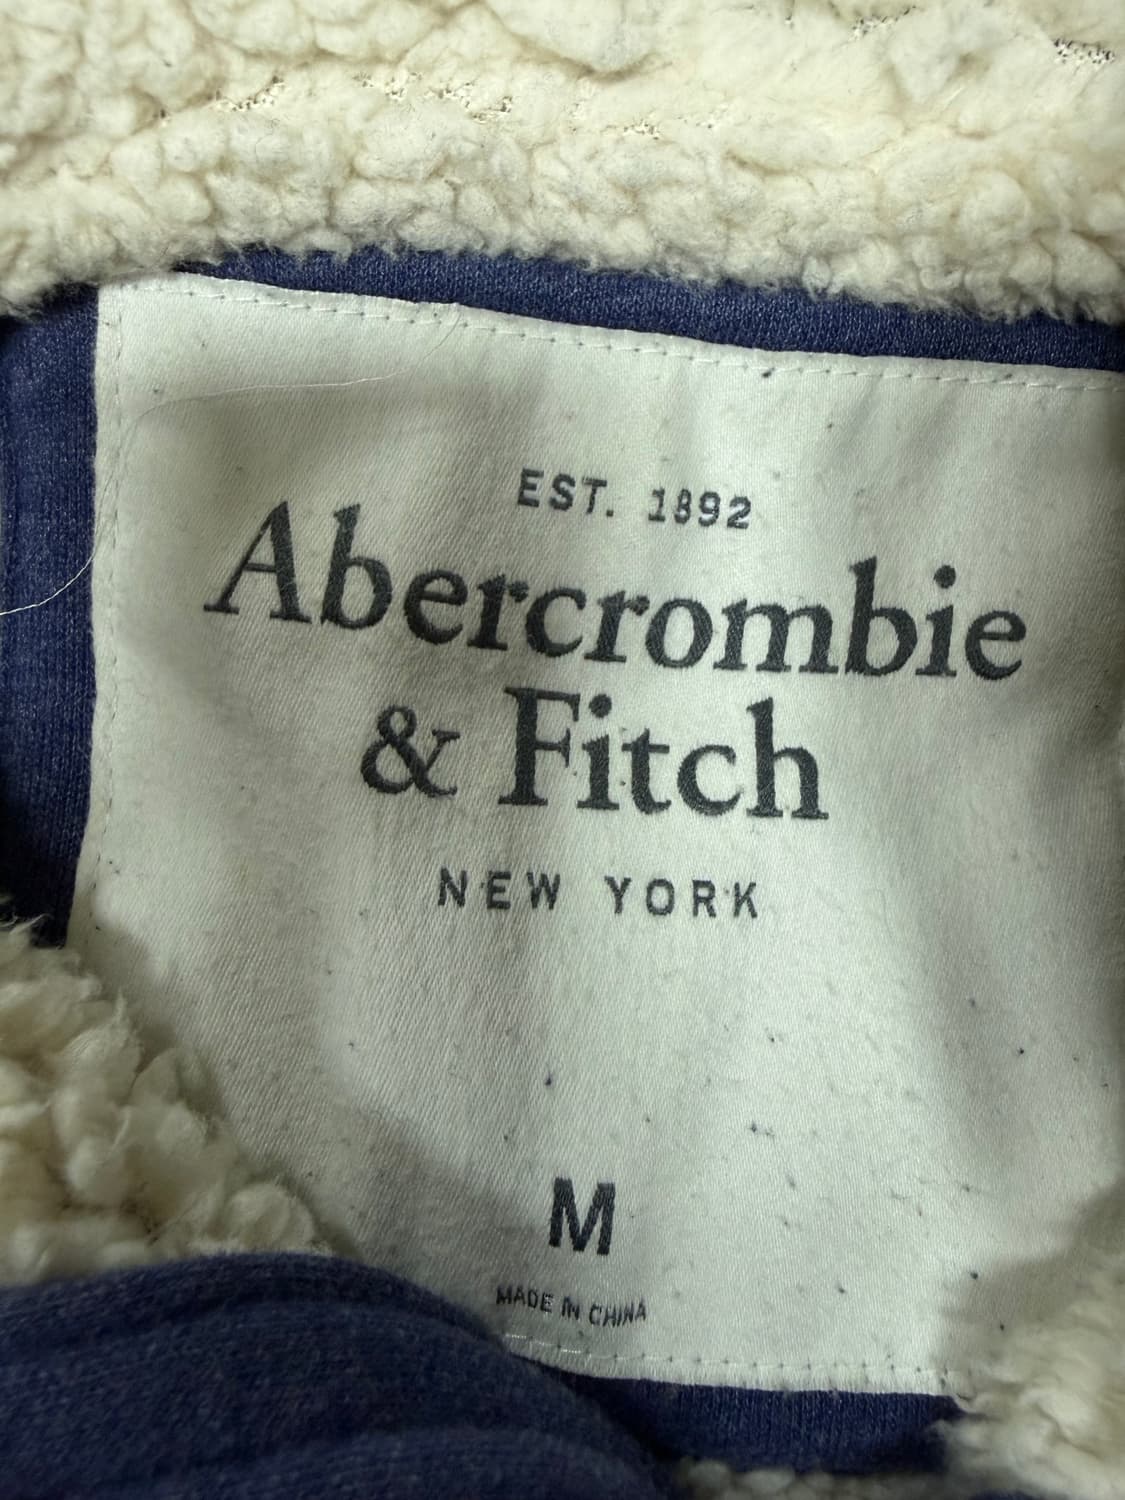 EST. 1892
Abercrombie
& Fitch
NEW YORK
M
MADE IN CHINA